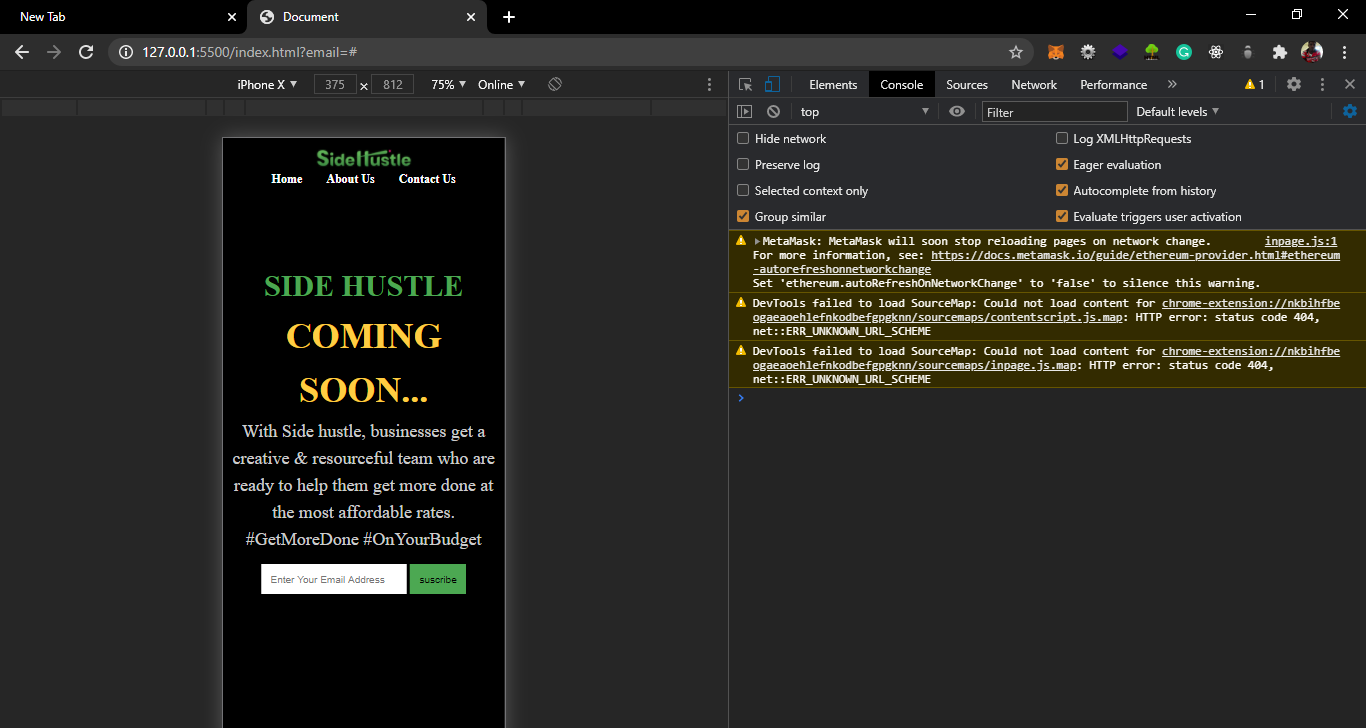 New Tab
Document
127.0.0.1:5500/index.html?email=#
iPhone X 375 x 812 75% Online
SideHustle
Home About Us Contact Us
SIDE HUSTLE
COMING
SOON...
With Side hustle, businesses get a
creative & resourceful team who are
ready to help them get more done at
the most affordable rates.
#GetMoreDone #OnYourBudget
Enter Your Email Address suscribe
Elements Console Sources Network Performance » 1
top Filter Default levels
Hide network Log XMLHttpRequests
Preserve log Eager evaluation
Selected context only Autocomplete from history
Group similar Evaluate triggers user activation
MetaMask: MetaMask will soon stop reloading pages on network change. inpage.js:1
For more information, see: https://docs.metamask.io/guide/ethereum-provider.html#ethereum
-autorefreshonnetworkchange
Set 'ethereum.autoRefreshOnNetworkChange' to 'false' to silence this warning.
DevTools failed to load SourceMap: Could not load content for chrome-extension://nkbihfbe
ogaeaoehlefnkodbefgpgknn/sourcemaps/contentscript.js.map: HTTP error: status code 404,
net::ERR_UNKNOWN_URL_SCHEME
DevTools failed to load SourceMap: Could not load content for chrome-extension://nkbihfbe
ogaeaoehlefnkodbefgpgknn/sourcemaps/inpage.js.map: HTTP error: status code 404,
net::ERR_UNKNOWN_URL_SCHEME